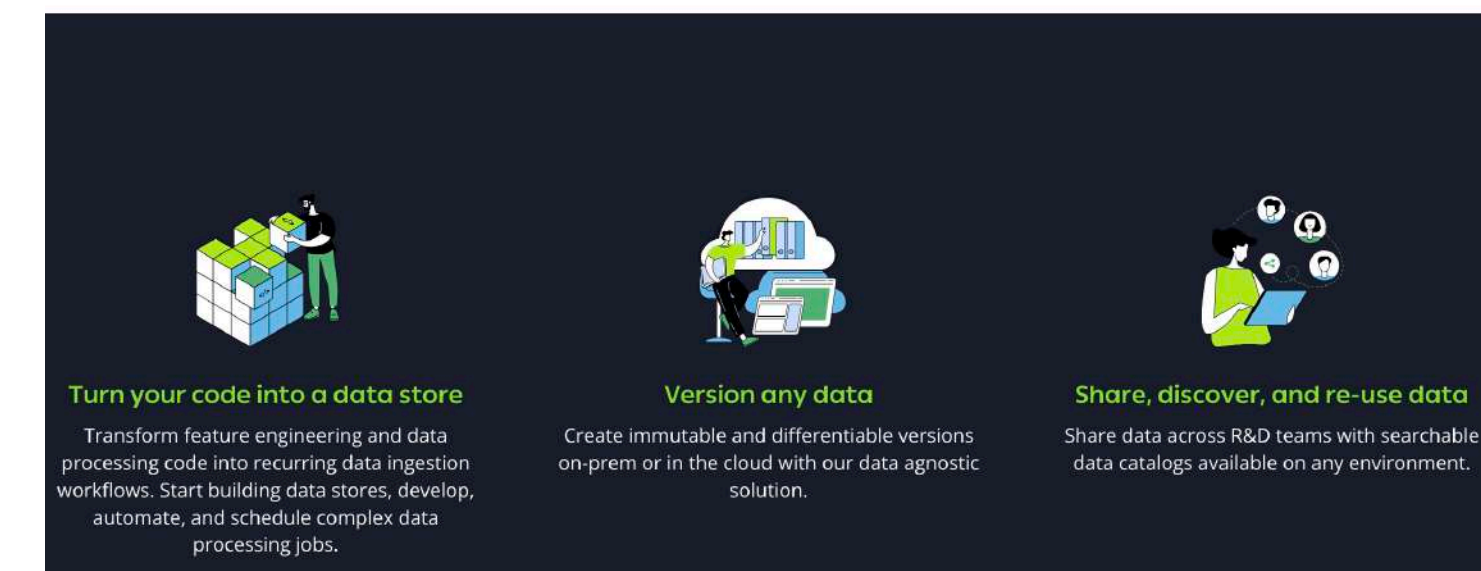 Turn your code into a data store
Transform feature engineering and data
processing code into recurring data ingestion
workflows. Start building data stores, develop,
automate, and schedule complex data
processing jobs.
Version any data
Create immutable and differentiable versions
on-prem or in the cloud with our data agnostic
solution.
Share, discover, and re-use data
Share data across R&D teams with searchable
data catalogs available on any environment.